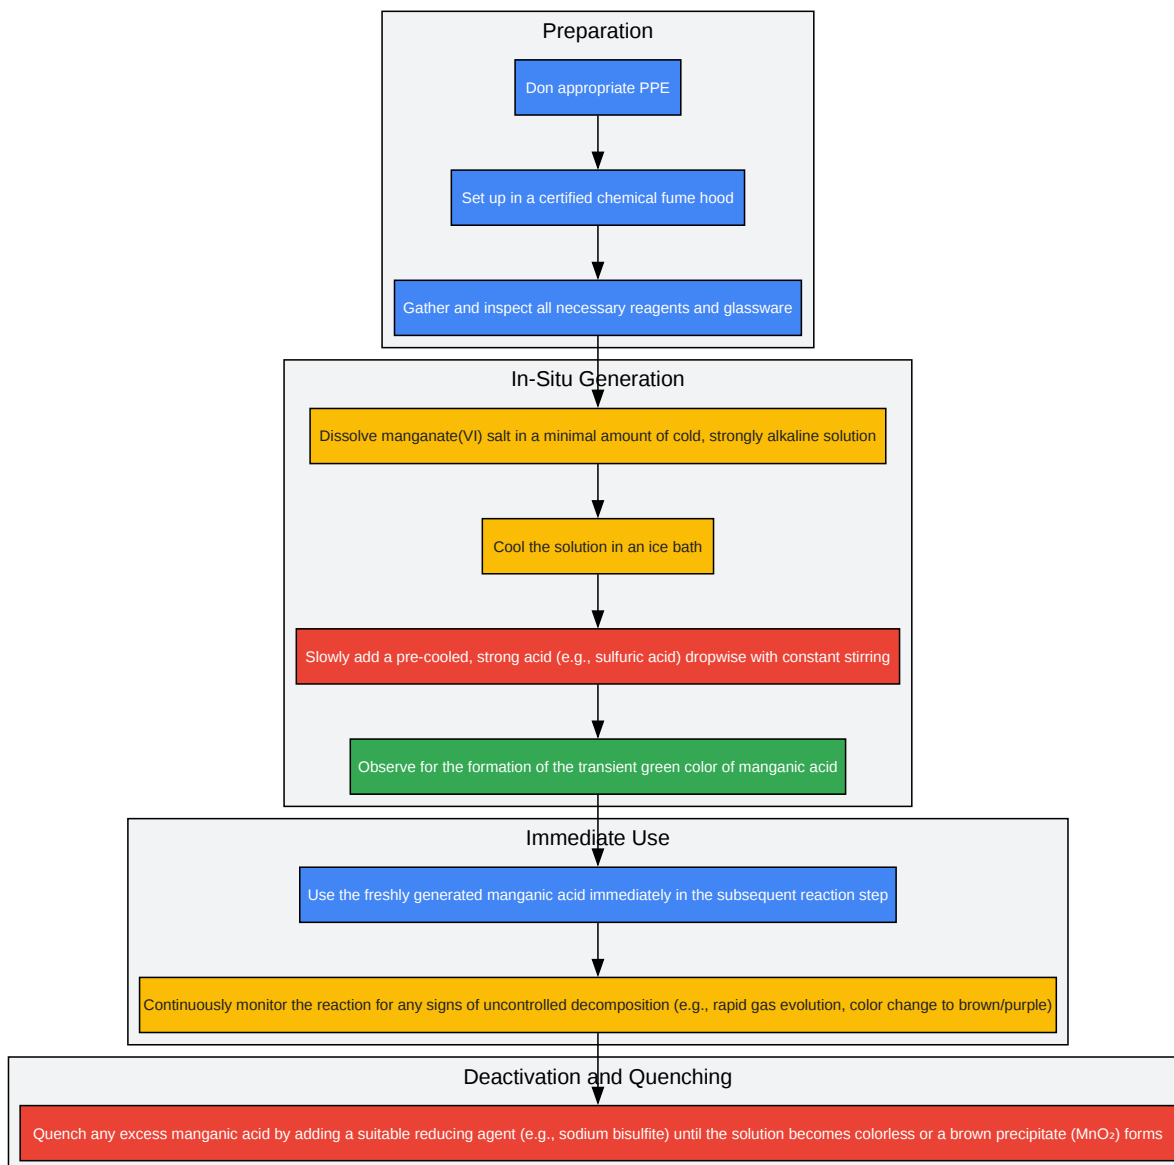 Preparation
Don appropriate PPE
Set up in a certified chemical fume hood
Gather and inspect all necessary reagents and glassware
In-Situ Generation
Dissolve manganate(VI) salt in a minimal amount of cold, strongly alkaline solution
Cool the solution in an ice bath
Slowly add a pre-cooled, strong acid (e.g., sulfuric acid) dropwise with constant stirring
Observe for the formation of the transient green color of manganic acid
Immediate Use
Use the freshly generated manganic acid immediately in the subsequent reaction step
Continuously monitor the reaction for any signs of uncontrolled decomposition (e.g., rapid gas evolution, color change to brown/purple)
Deactivation and Quenching
Quench any excess manganic acid by adding a suitable reducing agent (e.g., sodium bisulfite) until the solution becomes colorless or a brown precipitate (MnO₂) forms